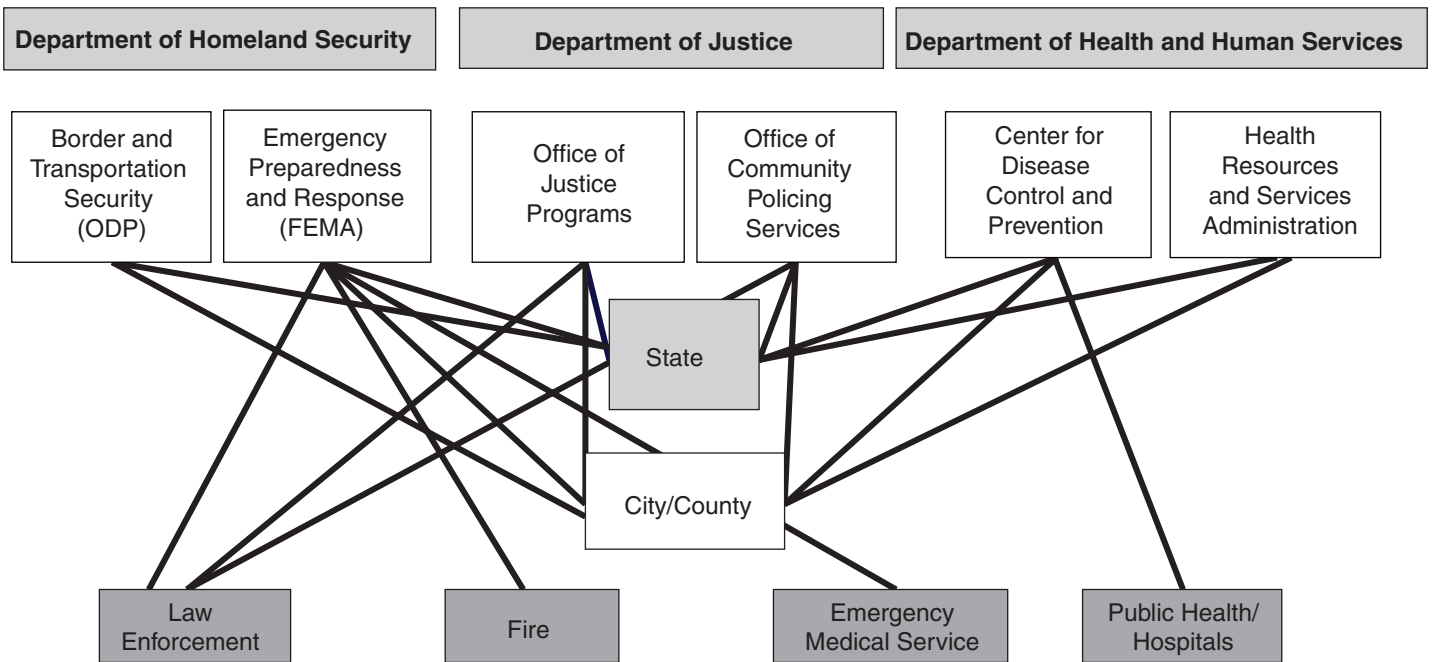 Department of Homeland Security
Department of Justice
Department of Health and Human Services
Border and
Transportation
Security
(ODP)
Emergency
Preparedness
and Response
(FEMA)
Office of
Justice
Programs
Office of
Community
Policing
Services
Center for
Disease
Control and
Prevention
Health
Resources
and Services
Administration
State
City/County
Law
Enforcement
Fire
Emergency
Medical Service
Public Health/
Hospitals